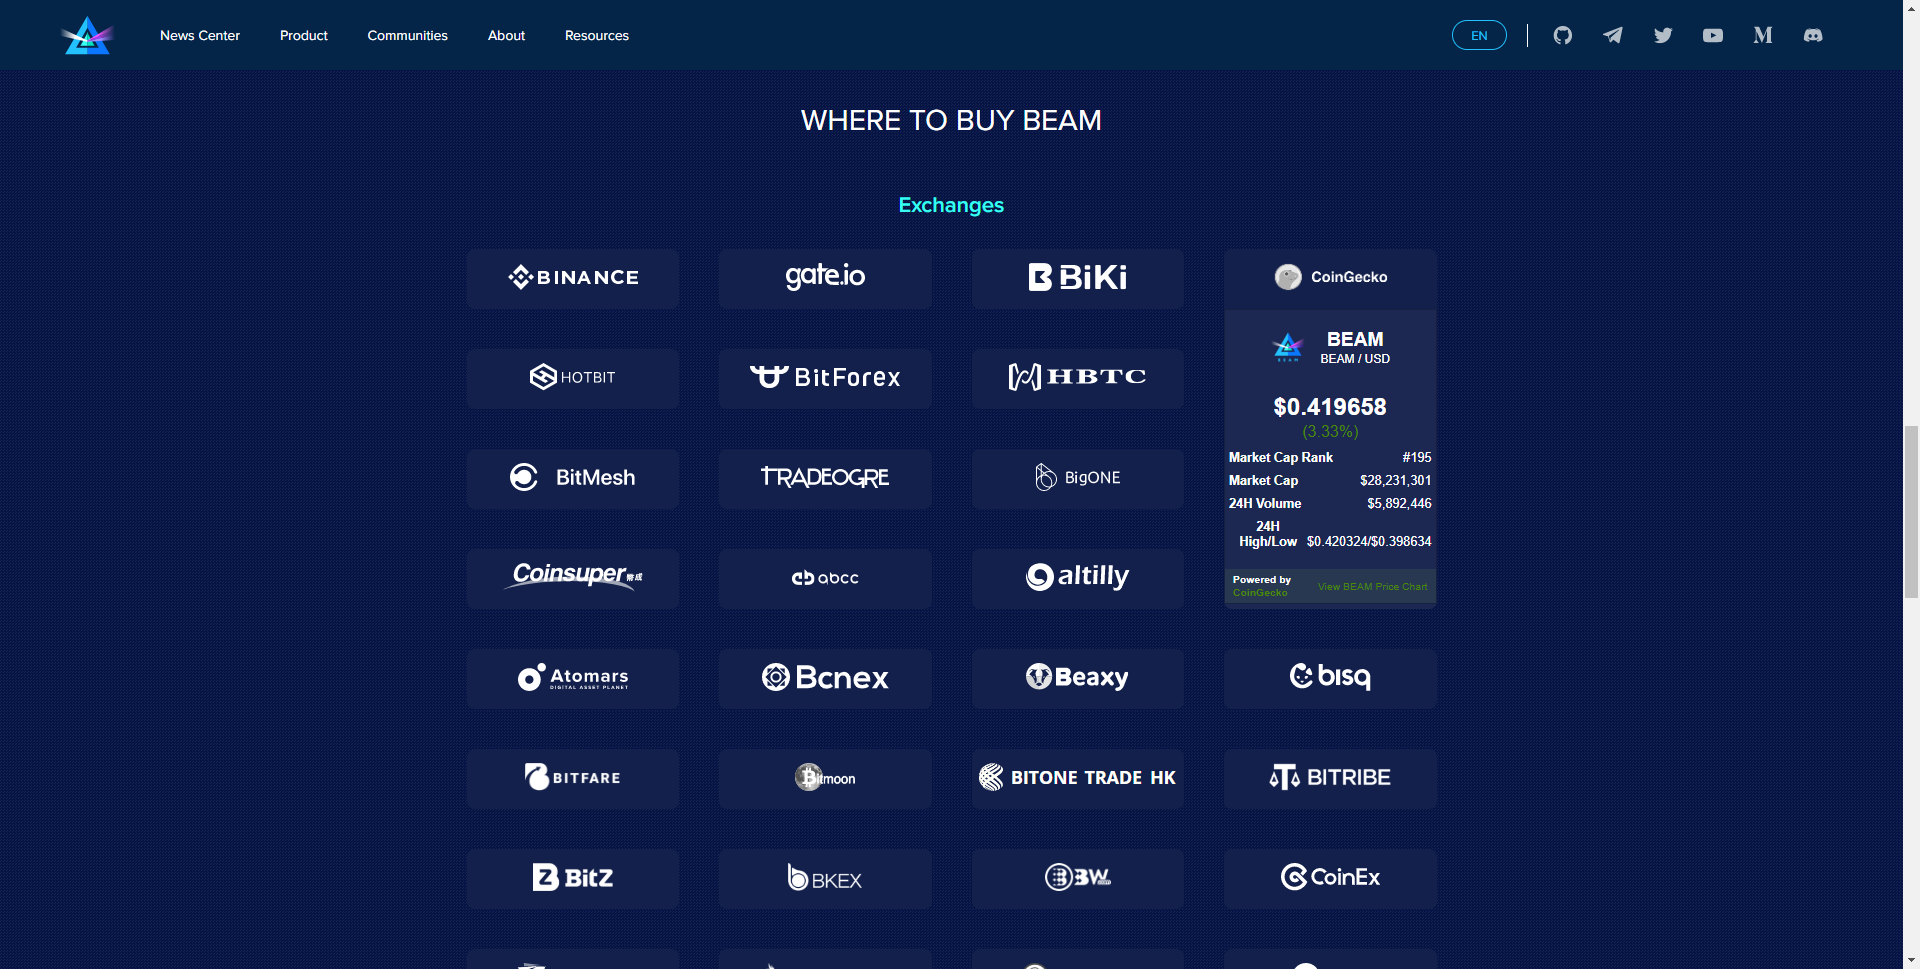 News Center
Product
Communities
About
Resources
EN
WHERE TO BUY BEAM
Exchanges
BINANCE
gate.io
BiKi
CoinGecko
BEAM
BEAM
BEAM / USD
$0.419658
(3.33%)
Market Cap Rank #195
Market Cap $28,231,301
24H Volume $5,892,446
24H
High/Low $0.420324/$0.398634
Powered by
CoinGecko
View BEAM Price Chart
HOTBIT
BitForex
HBTC
BitMesh
TRADEOGRE
BigONE
Coinsuper
abcc
altilly
Atomars
DIGITAL ASSET PLANET
Bcnex
Beaxy
bisq
BITFARE
Bitmoon
BITONE TRADE HK
BITRIBE
BitZ
BKEX
BW
CoinEx